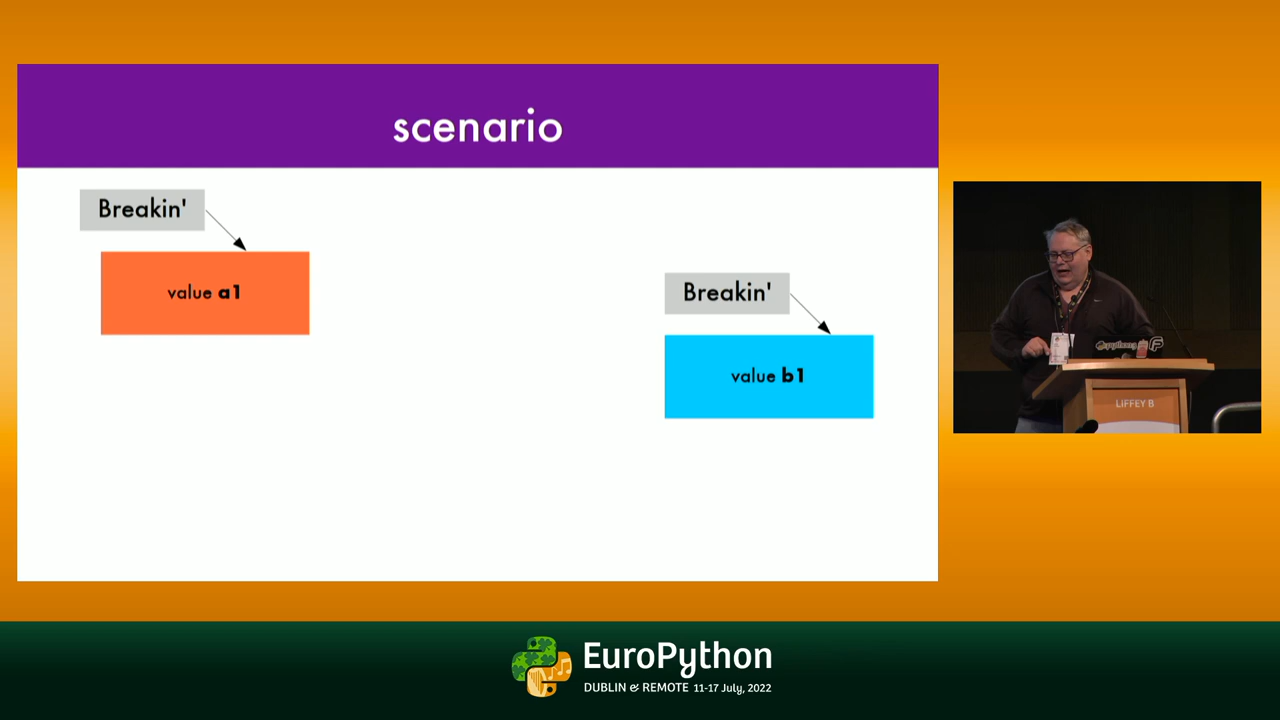 scenario
Breakin'
value a1
Breakin'
value b1
LIFFEY B
EuroPython
DUBLIN & REMOTE 11-17 July, 2022